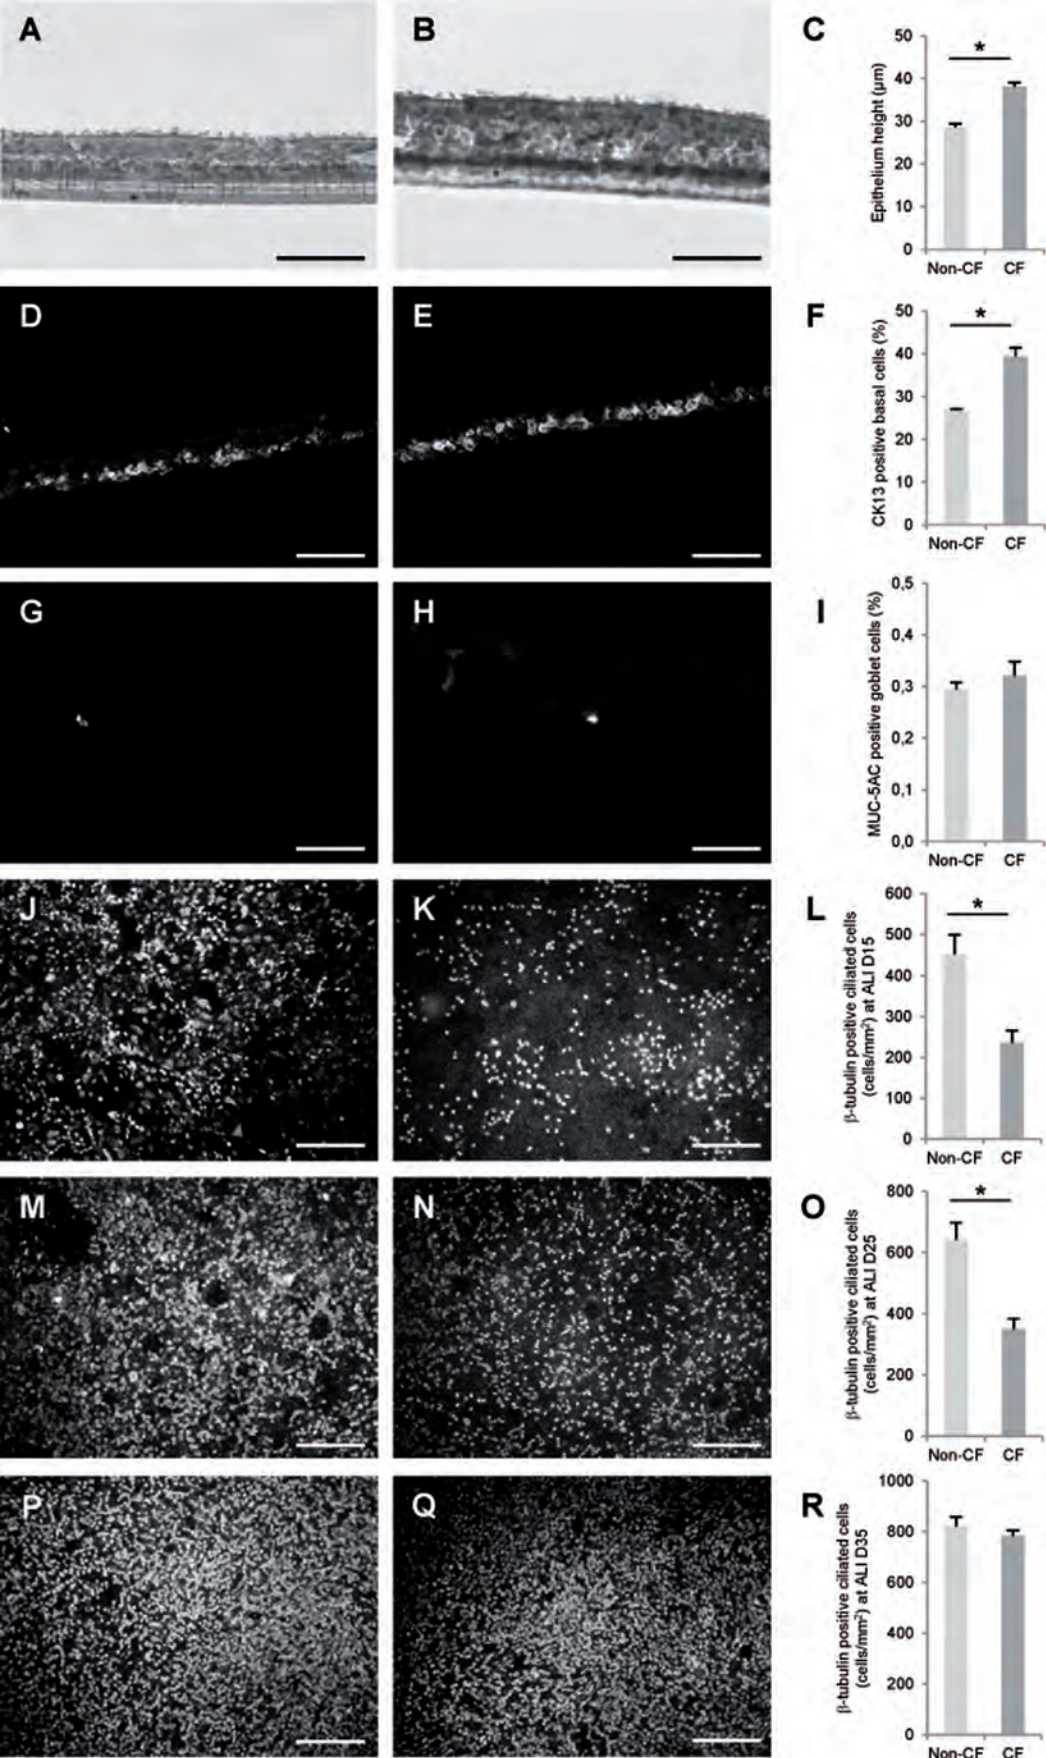 A
B
C
Epithelium height (µm)
50
40
30
20
10
0
*
Non-CF CF
D
E
F
CK13 positive basal cells (%)
50
40
30
20
10
0
*
Non-CF CF
G
H
I
MUC-5AC positive goblet cells (%)
0,5
0,4
0,3
0,2
0,1
0,0
Non-CF CF
J
K
L
β-tubulin positive ciliated cells
(cells/mm²) at ALI D15
600
500
400
300
200
100
0
*
Non-CF CF
M
N
O
β-tubulin positive ciliated cells
(cells/mm²) at ALI D25
800
600
400
200
0
*
Non-CF CF
P
Q
R
β-tubulin positive ciliated cells
(cells/mm²) at ALI D35
1000
800
600
400
200
0
Non-CF CF